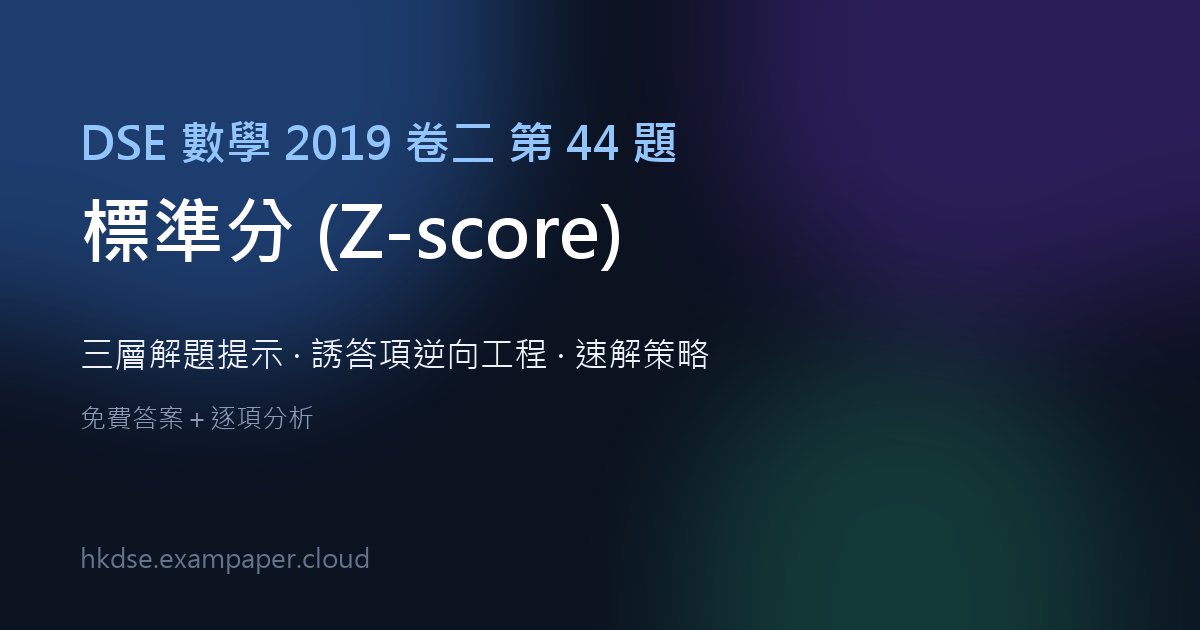 DSE 數學 2019 卷二 第 44 題
標準分 (Z-score)
三層解題提示 · 誘答項逆向工程 · 速解策略
免費答案 + 逐項分析
hkdse.exampaper.cloud